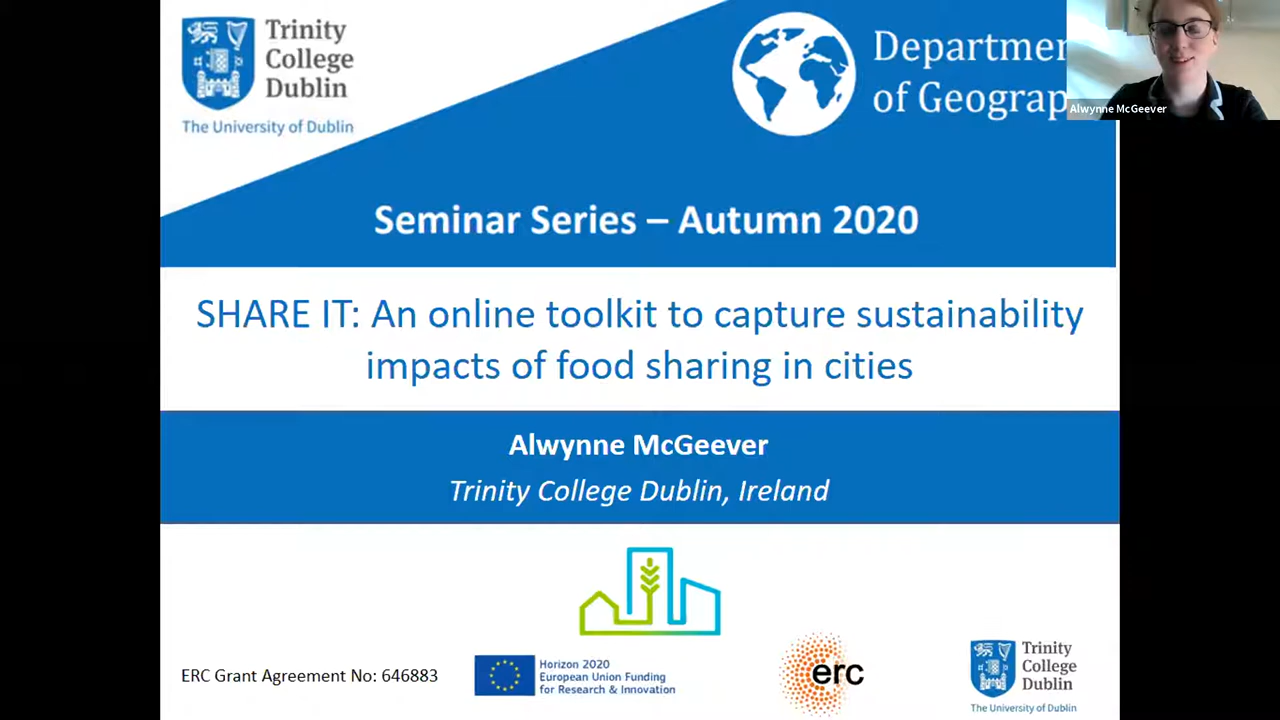 Trinity
College
Dublin
The University of Dublin
Departmen
of Geograp
Alwynne McGeever
Seminar Series – Autumn 2020
SHARE IT: An online toolkit to capture sustainability
impacts of food sharing in cities
Alwynne McGeever
Trinity College Dublin, Ireland
ERC Grant Agreement No: 646883
Horizon 2020
European Union Funding
for Research & Innovation
erc
Trinity
College
Dublin
The University of Dublin